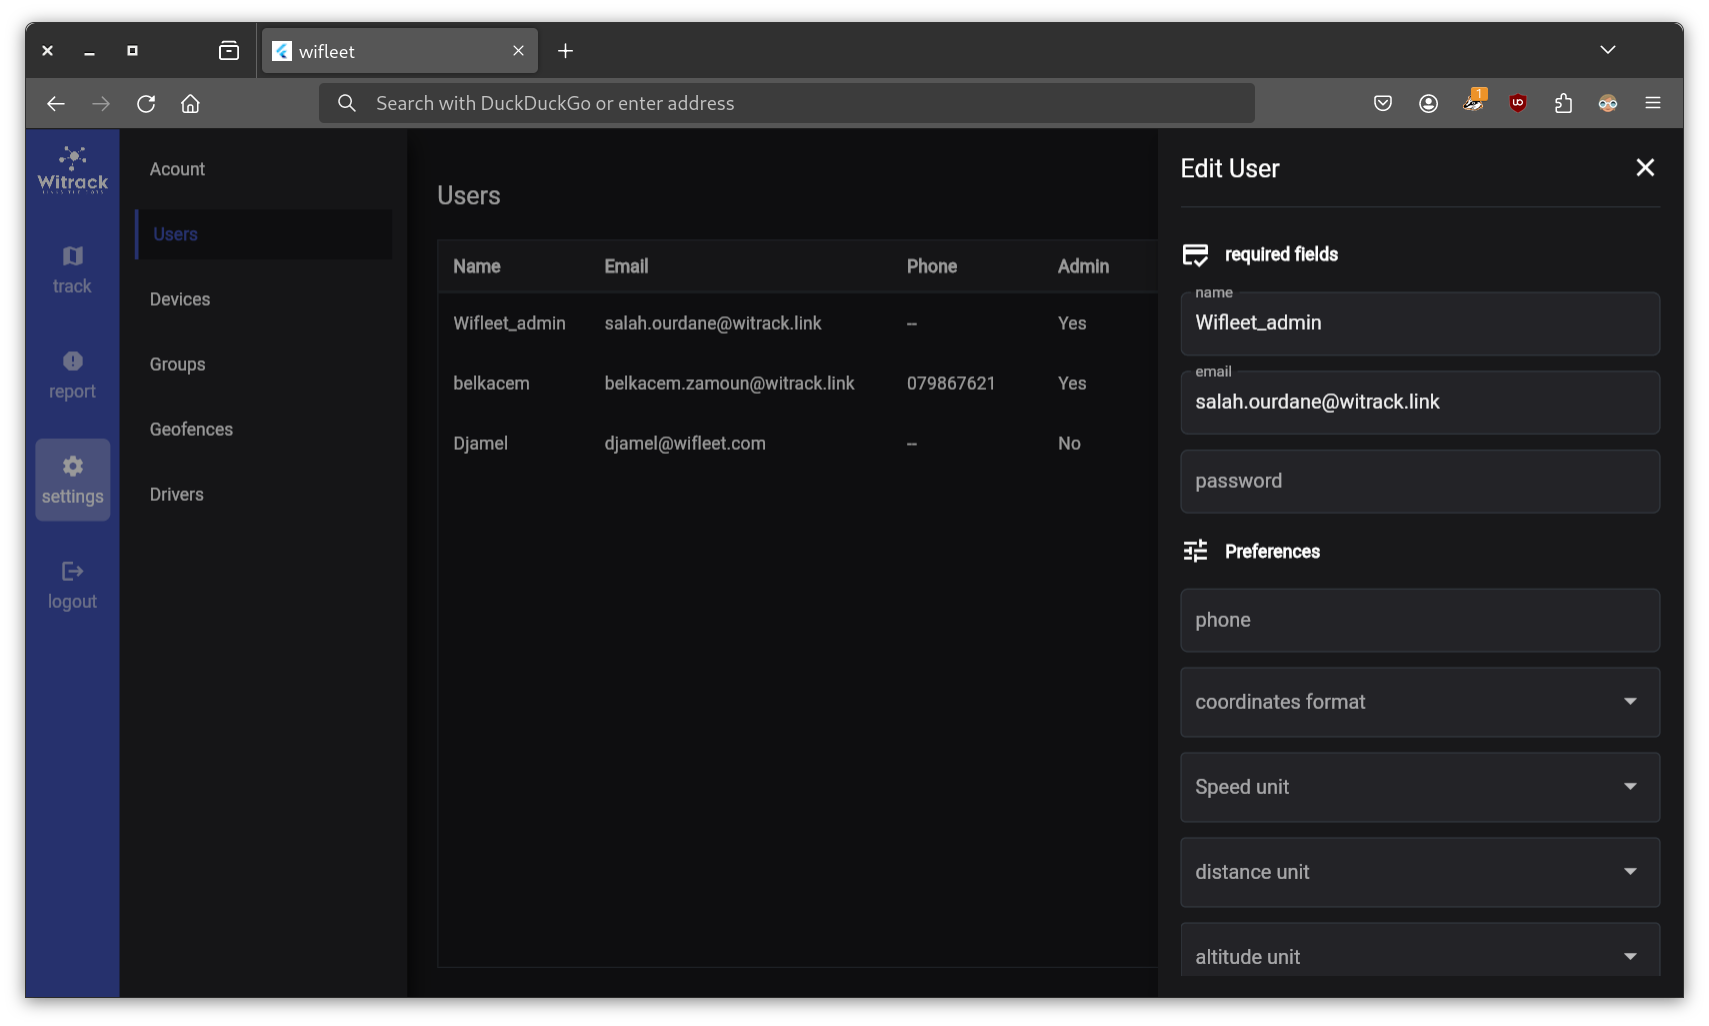 wifleet
Search with DuckDuckGo or enter address
1
Witrack
track
report
settings
logout
Acount
Users
Devices
Groups
Geofences
Drivers
Users
Name Email Phone Admin
Wifleet_admin salah.ourdane@witrack.link -- Yes
belkacem belkacem.zamoun@witrack.link 079867621 Yes
Djamel djamel@wifleet.com -- No
Edit User
required fields
name
Wifleet_admin
email
salah.ourdane@witrack.link
password
Preferences
phone
coordinates format
Speed unit
distance unit
altitude unit